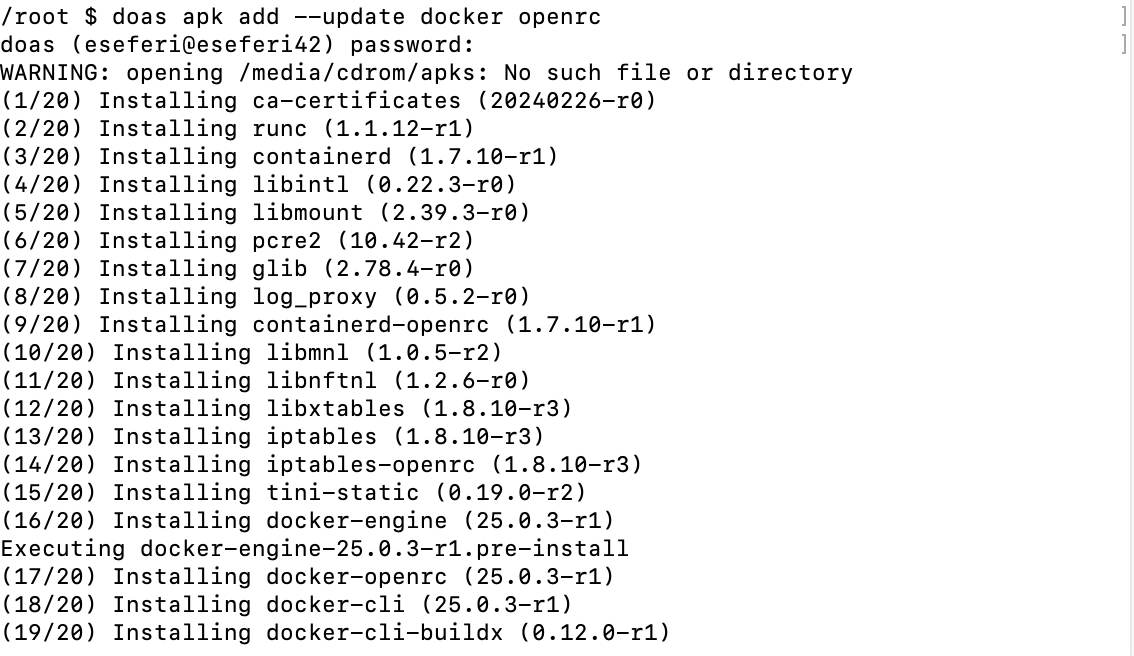 /root $ doas apk add --update docker openrc ]
doas (eseferi@eseferi42) password: ]
WARNING: opening /media/cdrom/apks: No such file or directory
(1/20) Installing ca-certificates (20240226-r0)
(2/20) Installing runc (1.1.12-r1)
(3/20) Installing containerd (1.7.10-r1)
(4/20) Installing libintl (0.22.3-r0)
(5/20) Installing libmount (2.39.3-r0)
(6/20) Installing pcre2 (10.42-r2)
(7/20) Installing glib (2.78.4-r0)
(8/20) Installing log_proxy (0.5.2-r0)
(9/20) Installing containerd-openrc (1.7.10-r1)
(10/20) Installing libmnl (1.0.5-r2)
(11/20) Installing libnftnl (1.2.6-r0)
(12/20) Installing libxtables (1.8.10-r3)
(13/20) Installing iptables (1.8.10-r3)
(14/20) Installing iptables-openrc (1.8.10-r3)
(15/20) Installing tini-static (0.19.0-r2)
(16/20) Installing docker-engine (25.0.3-r1)
Executing docker-engine-25.0.3-r1.pre-install
(17/20) Installing docker-openrc (25.0.3-r1)
(18/20) Installing docker-cli (25.0.3-r1)
(19/20) Installing docker-cli-buildx (0.12.0-r1)